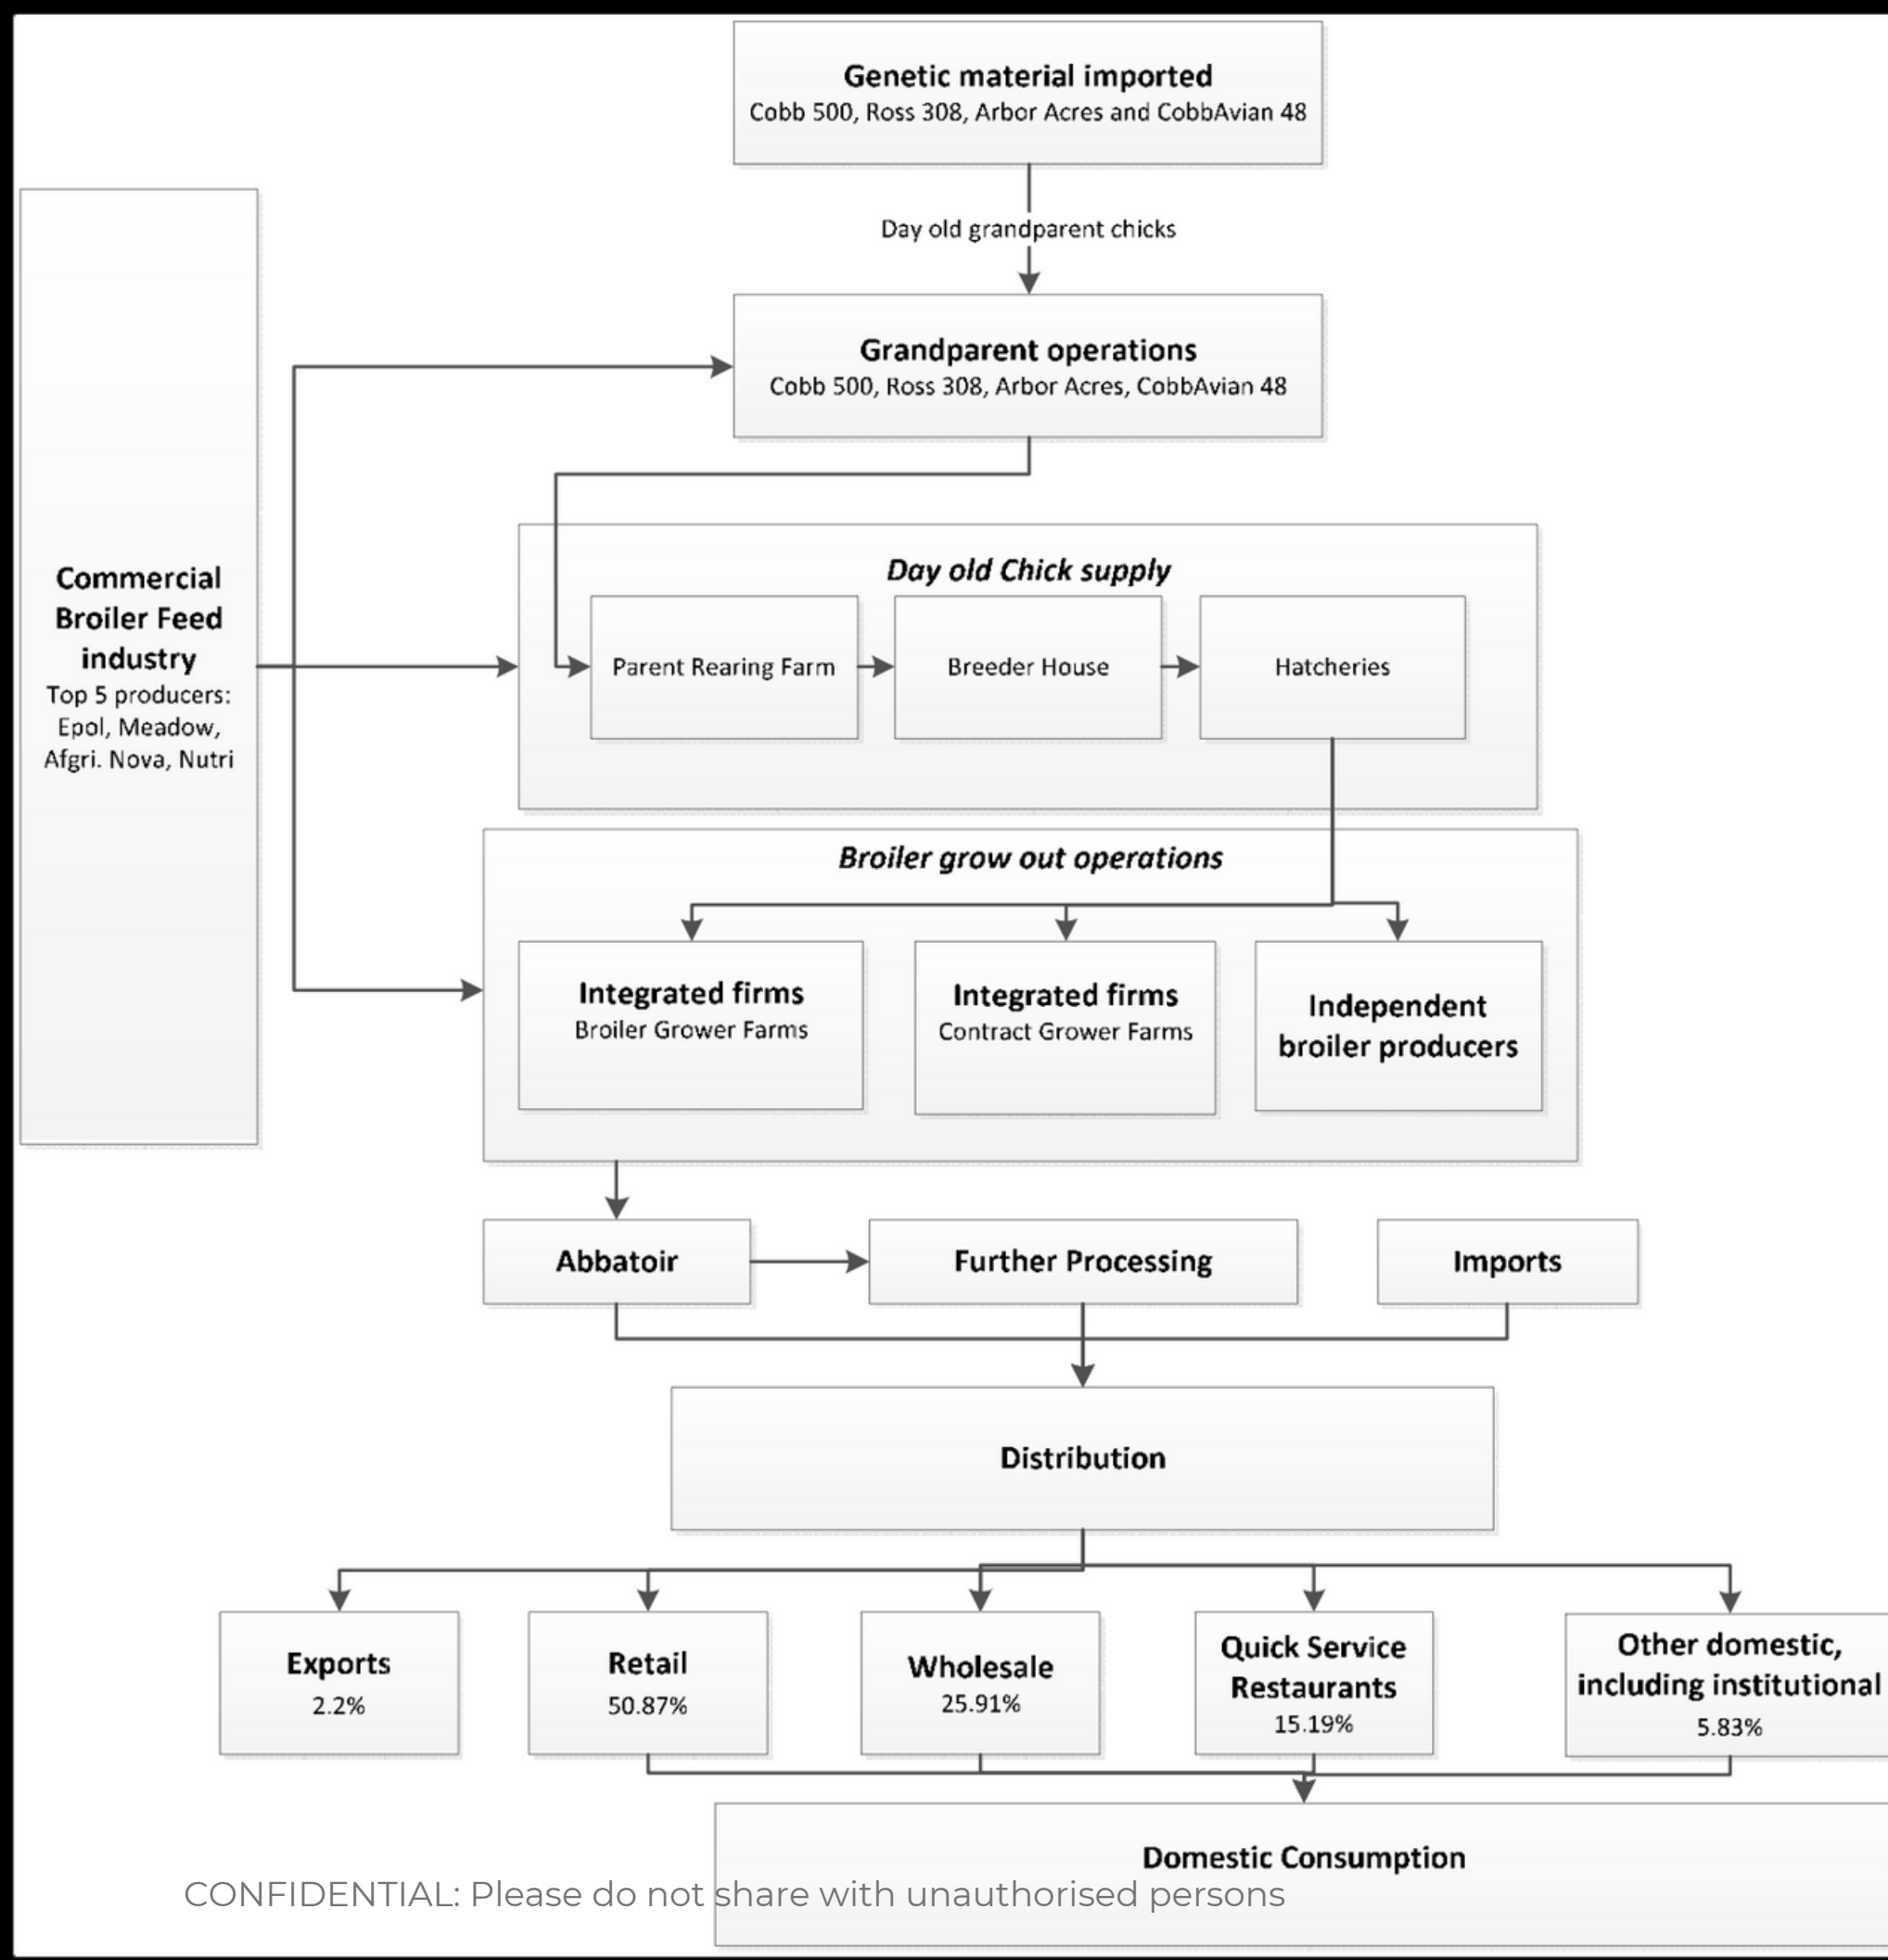 Genetic material imported
Cobb 500, Ross 308, Arbor Acres and CobbAvian 48
Day old grandparent chicks
Grandparent operations
Cobb 500, Ross 308, Arbor Acres, CobbAvian 48
Commercial
Broiler Feed
industry
Top 5 producers:
Epol, Meadow,
Afgri. Nova, Nutri
Day old Chick supply
Parent Rearing Farm
Breeder House
Hatcheries
Broiler grow out operations
Integrated firms
Broiler Grower Farms
Integrated firms
Contract Grower Farms
Independent
broiler producers
Abbatoir
Further Processing
Imports
Distribution
Exports
2.2%
Retail
50.87%
Wholesale
25.91%
Quick Service
Restaurants
15.19%
Other domestic,
including institutional
5.83%
Domestic Consumption
CONFIDENTIAL: Please do not share with unauthorised persons